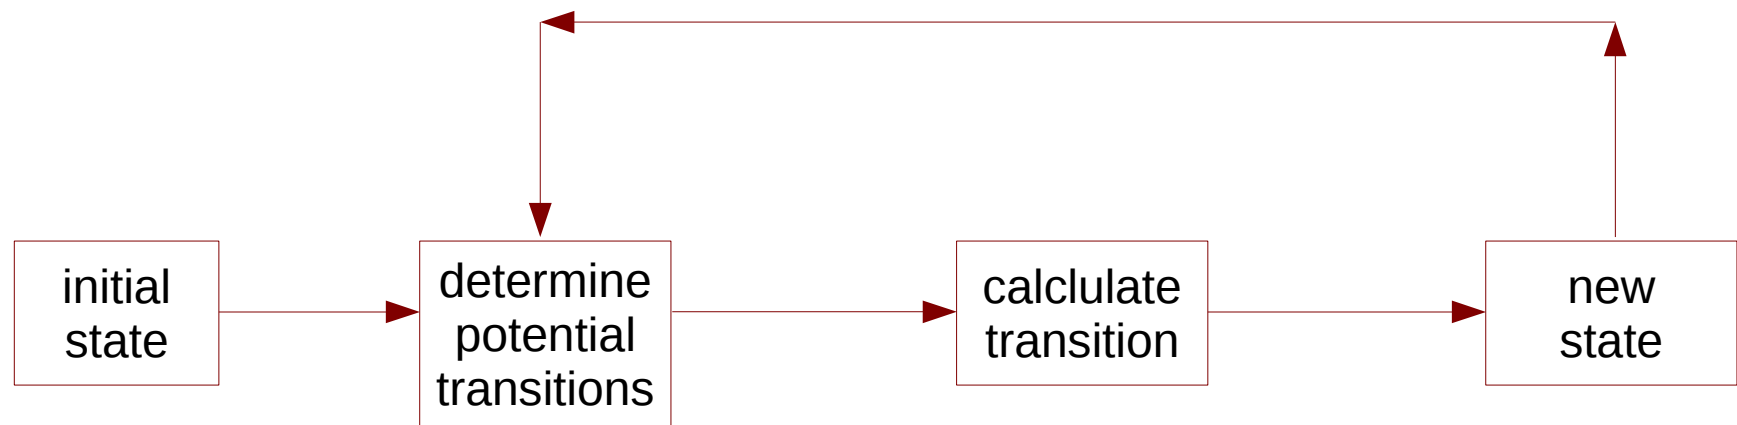 initial
state
determine
potential
transitions
calclulate
transition
new
state